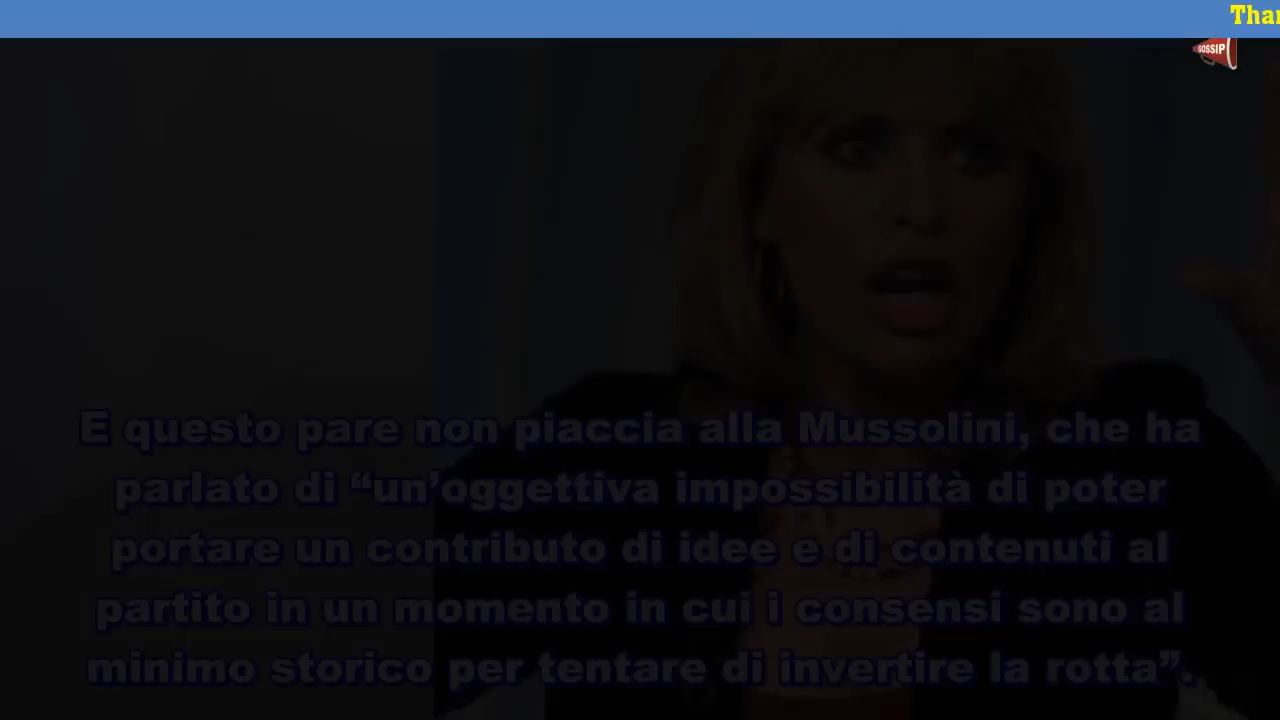 Than
GOSSIP
E questo pare non piaccia alla Mussolini, che ha
parlato di “un’oggettiva impossibilità di poter
portare un contributo di idee e di contenuti al
partito in un momento in cui i consensi sono al
minimo storico per tentare di invertire la rotta”.